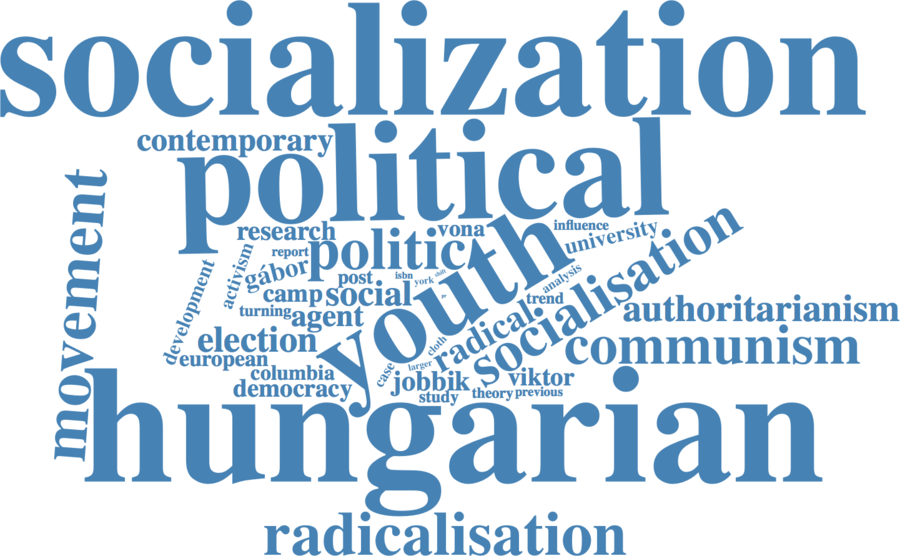 socialization
contemporary
political
movement
research
vona
influence
university
report
politic
socialisation
activism
gábor
post
isbn
york
shift
youth
development
camp
social
analysis
trend
turning
agent
authoritarianism
election
cloth
radical
communism
european
larger
columbia
case
jobbik
viktor
democracy
study
theory
previous
hungarian
radicalisation